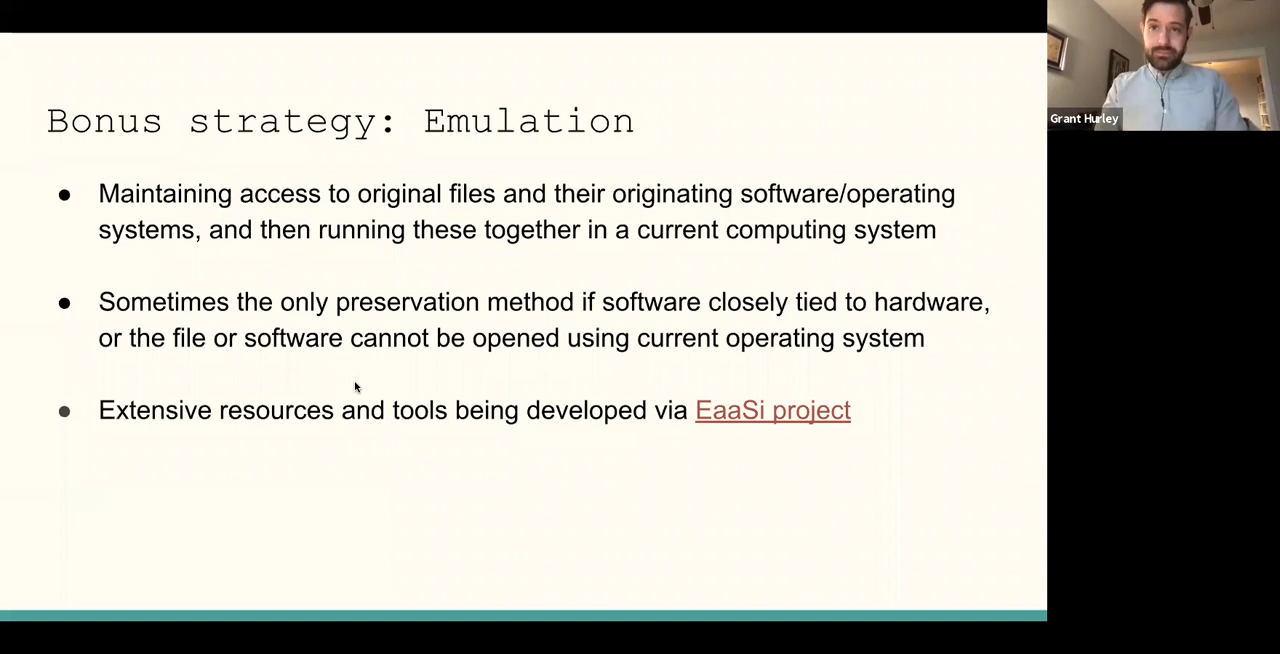 Bonus strategy: Emulation
● Maintaining access to original files and their originating software/operating
systems, and then running these together in a current computing system
● Sometimes the only preservation method if software closely tied to hardware,
or the file or software cannot be opened using current operating system
● Extensive resources and tools being developed via EaaSi project
Grant Hurley